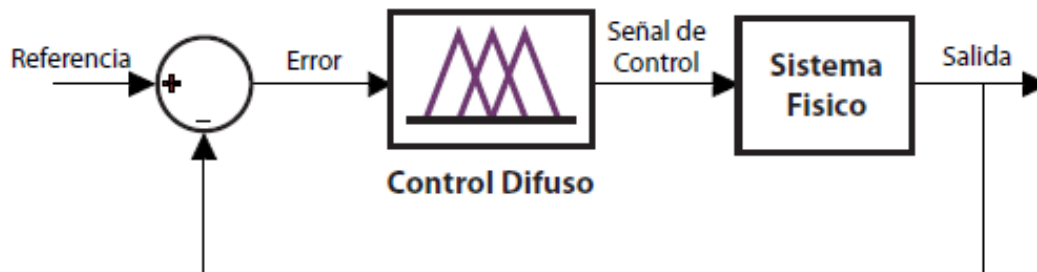 Referencia
+
−
Error
Control Difuso
Señal de
Control
Sistema
Fisico
Salida